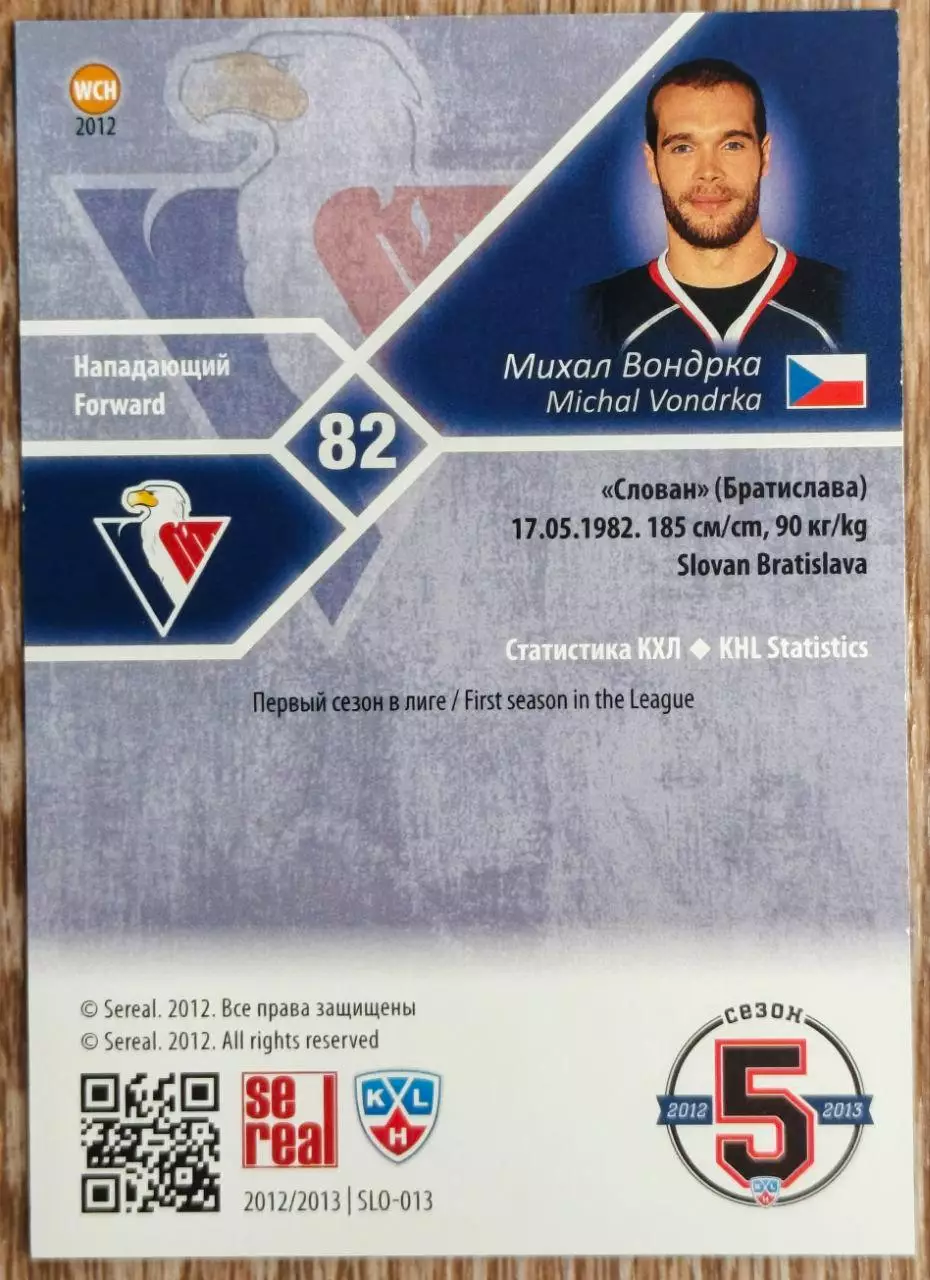 WCH
2012
Нападающий
Forward
82
Михал Вондрка
Michal Vondrka
«Слован» (Братислава)
17.05.1982. 185 см/cm, 90 кг/kg
Slovan Bratislava
Статистика КХЛ ◆ KHL Statistics
Первый сезон в лиге / First season in the League
© Sereal. 2012. Все права защищены
© Sereal. 2012. All rights reserved
se
real
KXL
H
2012/2013 | SLO-013
сезон
2012 5 2013
KXL
H